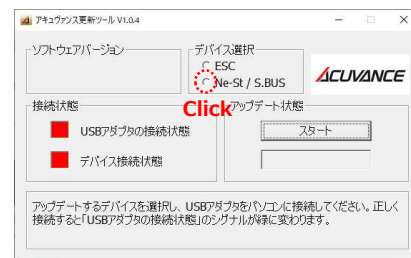 アキュヴァンス更新ツール V1.0.4
ソフトウェアバージョン
デバイス選択
ESC
Ne-St / S.BUS
ACUVANCE
Click
接続状態
USBアダプタの接続状態
デバイス接続状態
アップデート状態
スタート
アップデートするデバイスを選択し、USBアダプタをパソコンに接続してください。正しく
接続すると「USBアダプタの接続状態」のシグナルが緑に変わります。